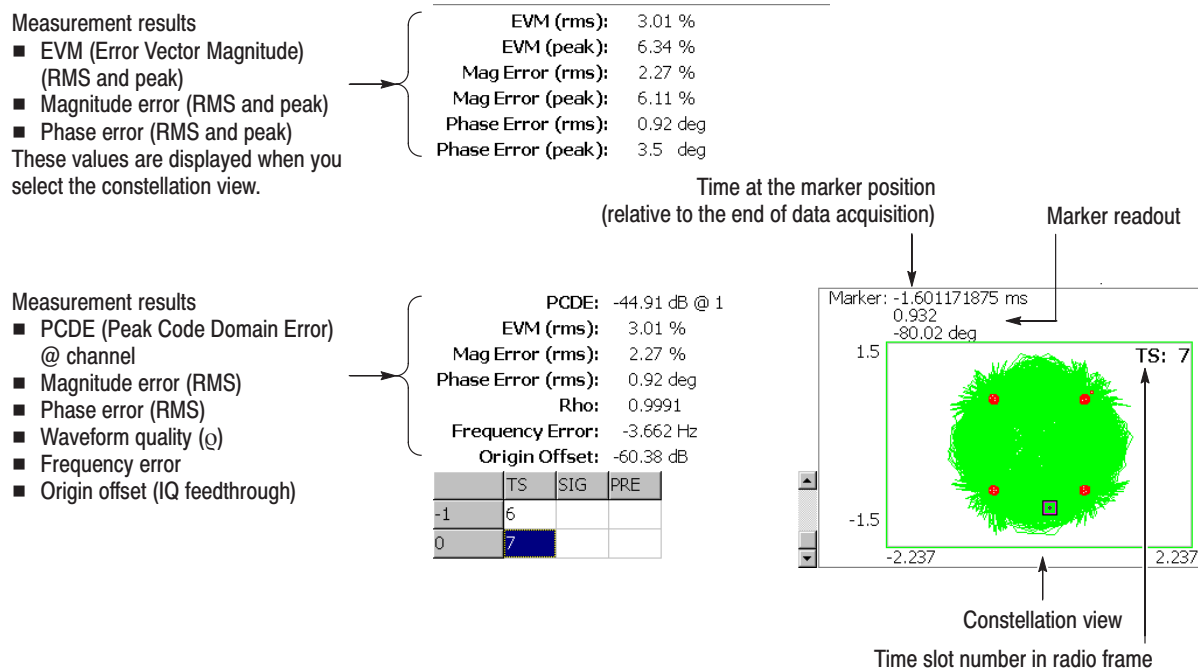 Measurement results
■ EVM (Error Vector Magnitude)
(RMS and peak)
■ Magnitude error (RMS and peak)
■ Phase error (RMS and peak)
These values are displayed when you
select the constellation view.
EVM (rms): 3.01 %
EVM (peak): 6.34 %
Mag Error (rms): 2.27 %
Mag Error (peak): 6.11 %
Phase Error (rms): 0.92 deg
Phase Error (peak): 3.5 deg
Time at the marker position
(relative to the end of data acquisition)
Marker readout
Measurement results
■ PCDE (Peak Code Domain Error)
@ channel
■ Magnitude error (RMS)
■ Phase error (RMS)
■ Waveform quality (ϱ)
■ Frequency error
■ Origin offset (IQ feedthrough)
PCDE: -44.91 dB @ 1
EVM (rms): 3.01 %
Mag Error (rms): 2.27 %
Phase Error (rms): 0.92 deg
Rho: 0.9991
Frequency Error: -3.662 Hz
Origin Offset: -60.38 dB
TS SIG PRE
-1 6
0 7
Marker: -1.601171875 ms
0.932
-80.02 deg
1.5
TS: 7
-1.5
-2.237 2.237
Constellation view
Time slot number in radio frame